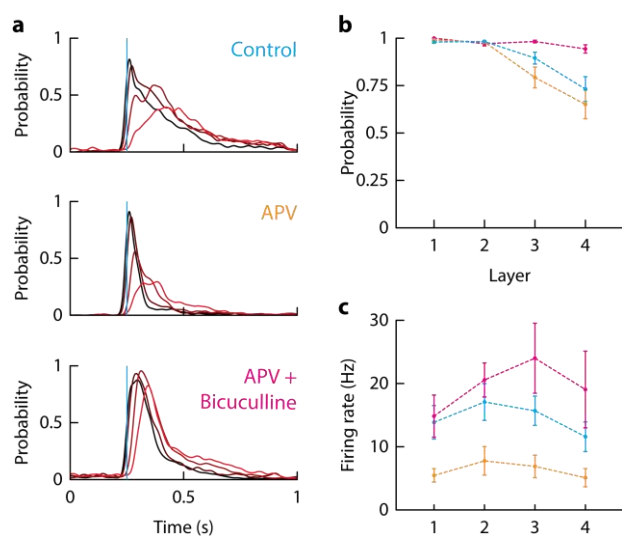 a
Control
Probability
1
0.5
0
APV
Probability
1
0.5
0
APV +
Bicuculline
Probability
1
0.5
0
0
0.5
1
Time (s)
b
Probability
1
0.75
0.5
0.25
0
1 2 3 4
Layer
c
Firing rate (Hz)
30
20
10
0
1 2 3 4